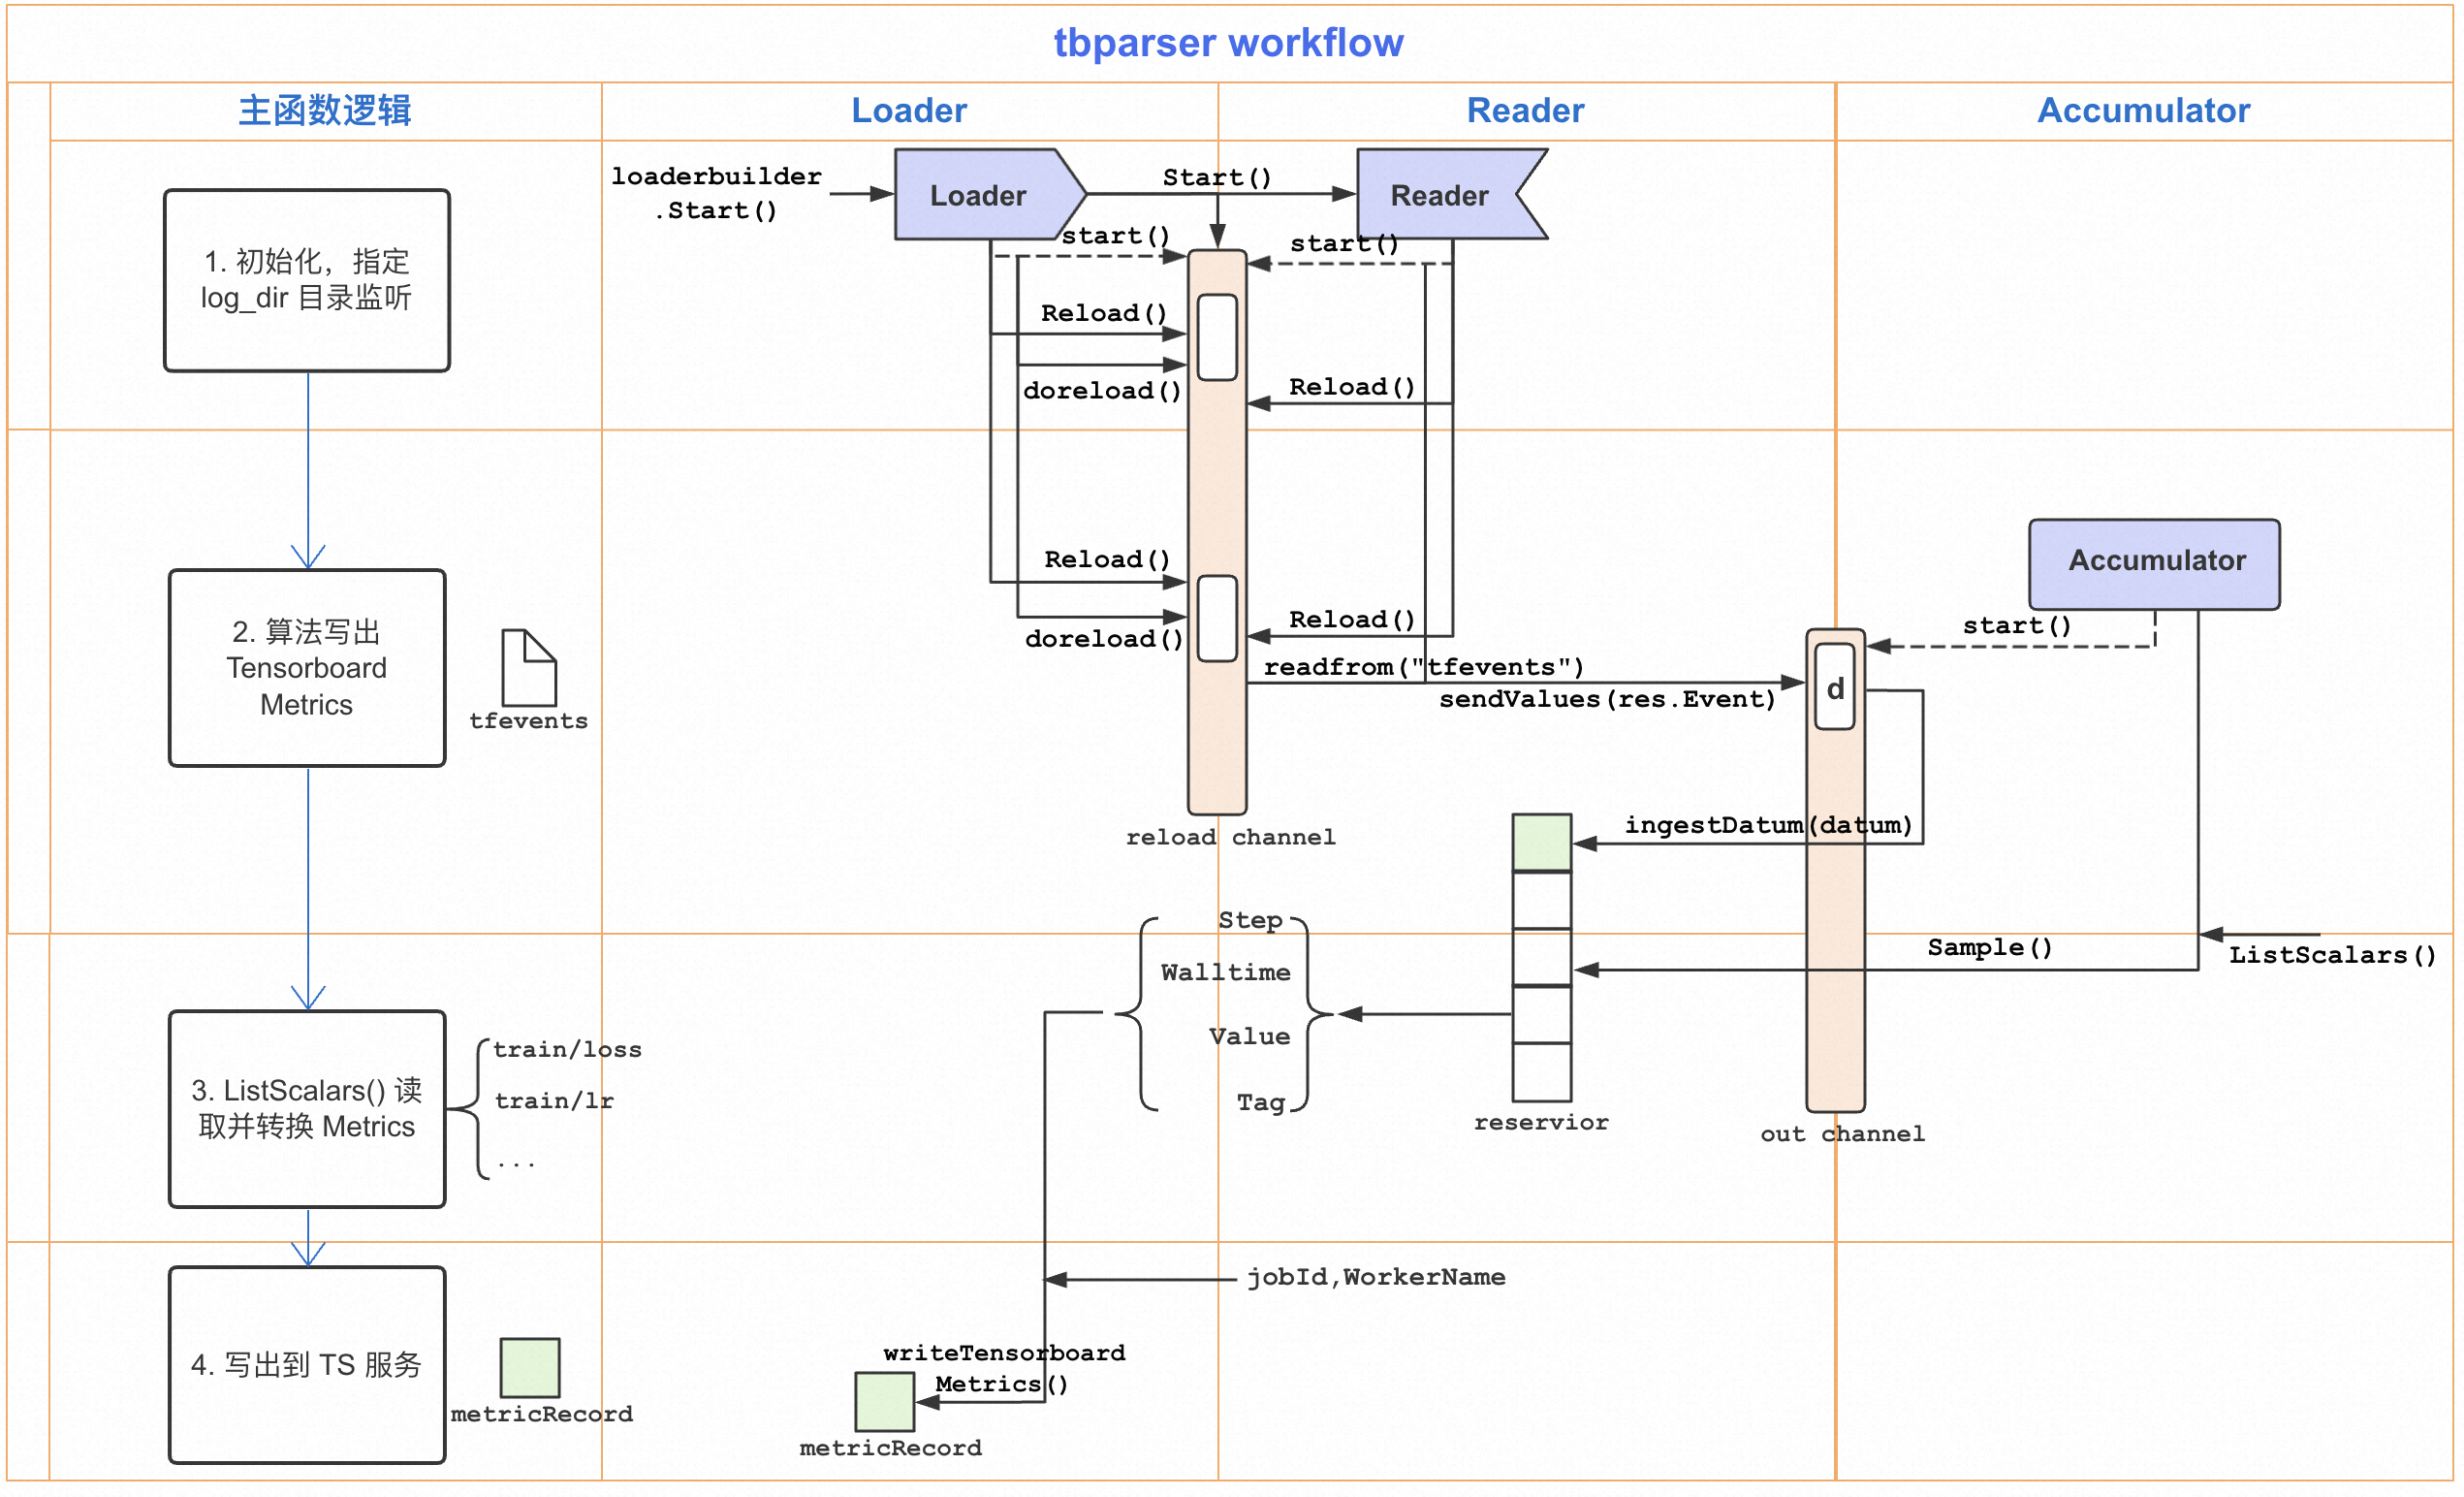 tbparser workflow
主函数逻辑
Loader
Reader
Accumulator
1. 初始化，指定
log_dir 目录监听
loaderbuilder
.Start()
Loader
Start()
Reader
start()
start()
Reload()
doreload()
Reload()
2. 算法写出
Tensorboard
Metrics
tfevents
Reload()
doreload()
Reload()
readfrom("tfevents")
sendValues(res.Event)
Accumulator
start()
d
reload channel
ingestDatum(datum)
3. ListScalars() 读
取并转换 Metrics
train/loss
train/lr
...
Step
Walltime
Value
Tag
reservior
Sample()
ListScalars()
out channel
4. 写出到 TS 服务
metricRecord
jobId,WorkerName
writeTensorboard
Metrics()
metricRecord